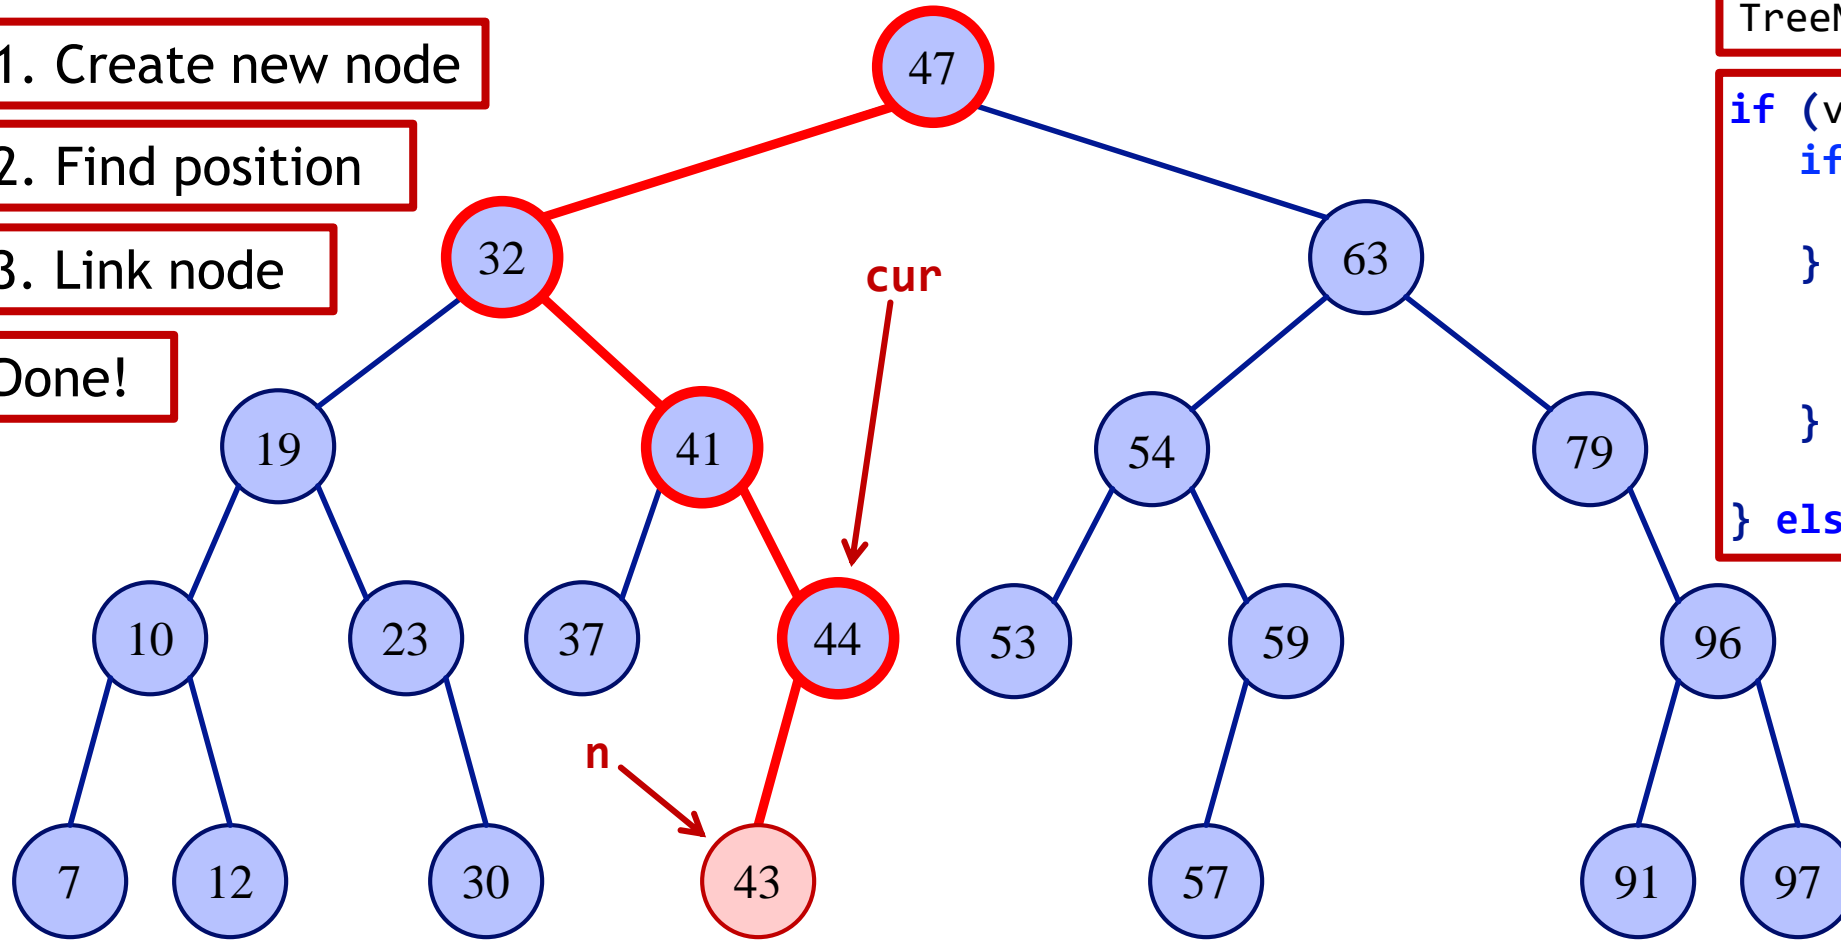 1. Create new node
2. Find position
3. Link node
Done!
47
32
63
cur
19
41
54
79
10
23
37
44
53
59
96
n
7
12
30
43
57
91
97
if (v
if
}
}
} els